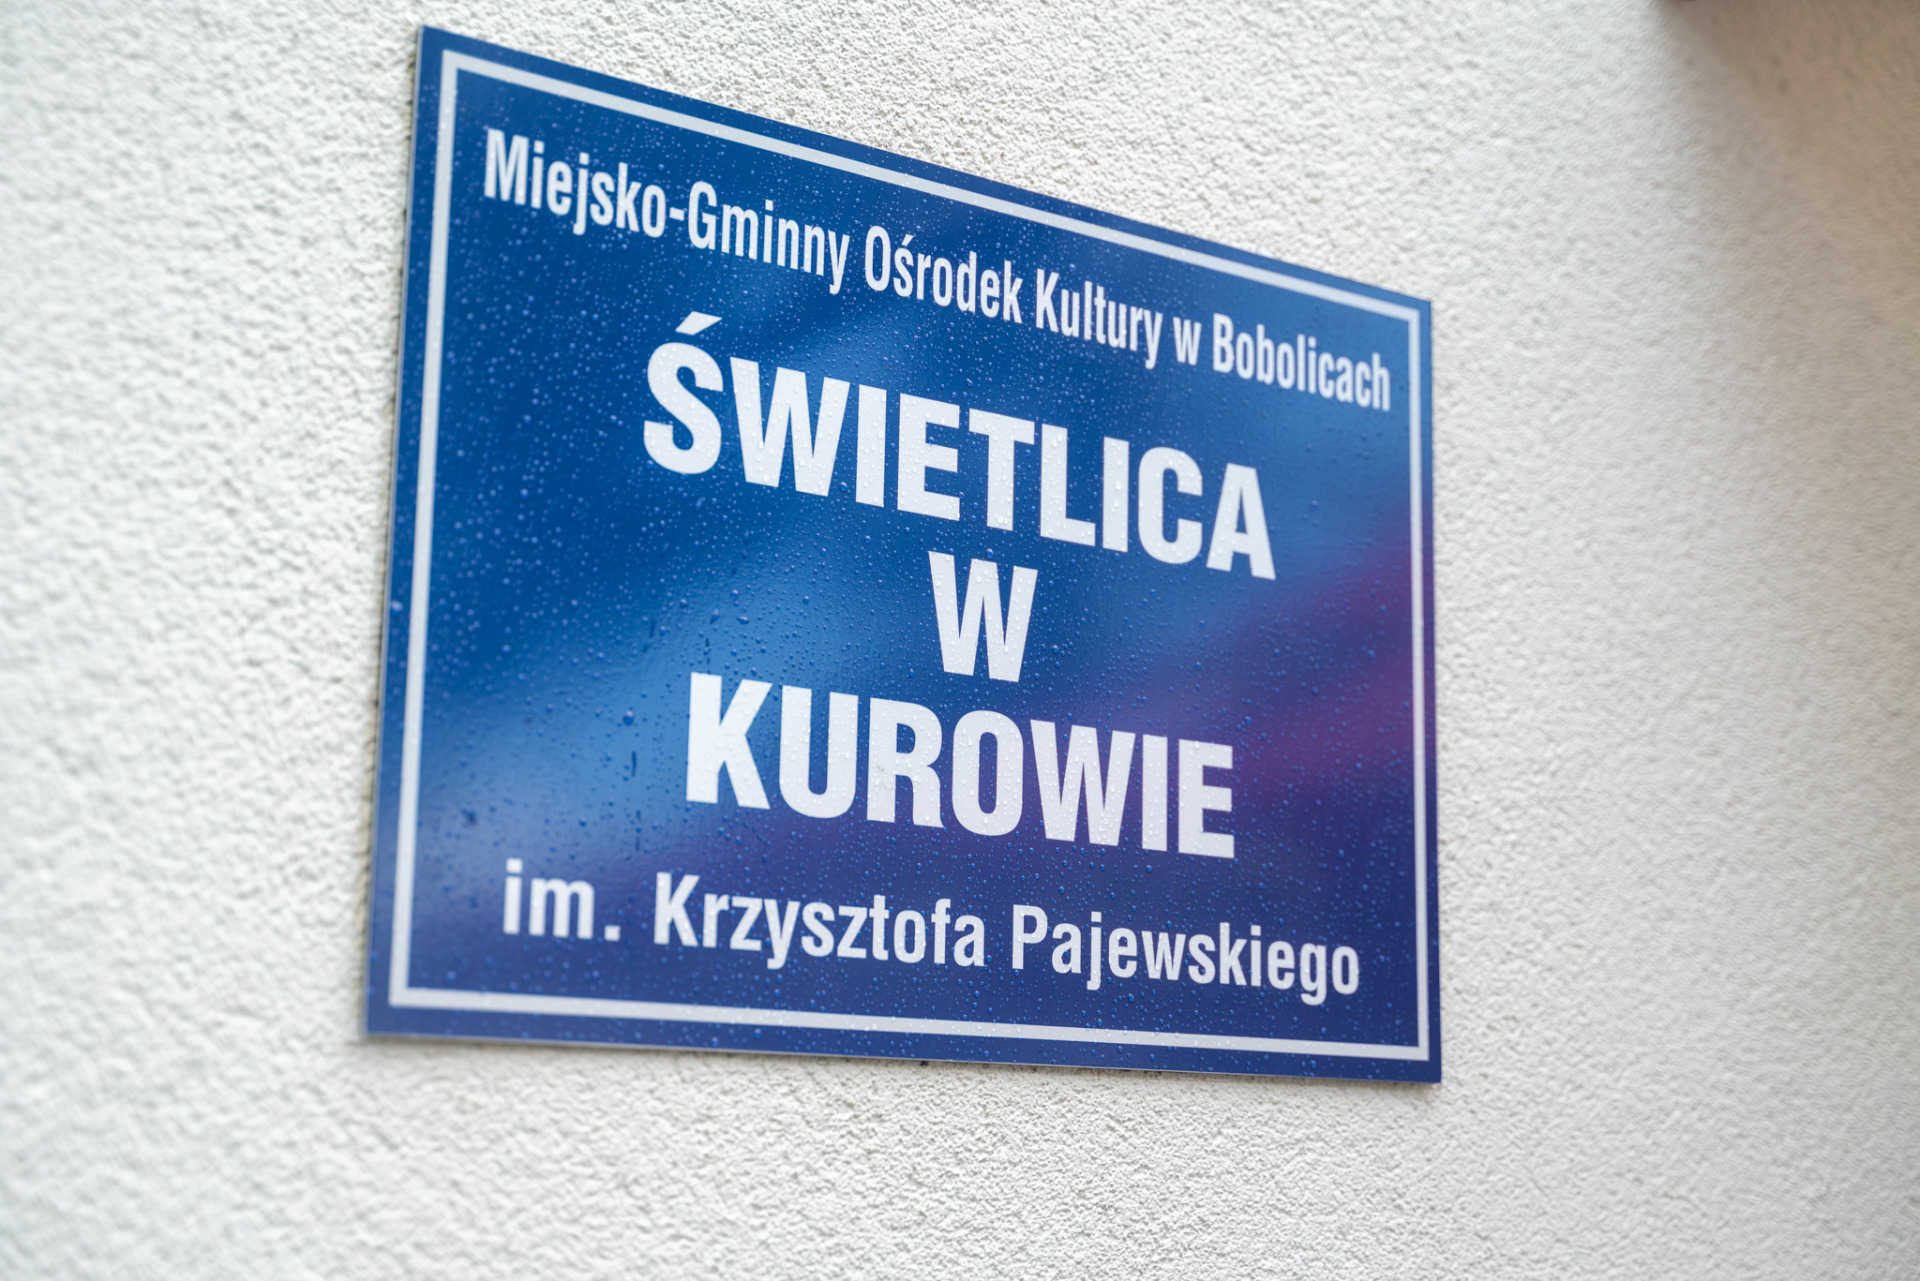 Miejsko-Gminny Ośrodek Kultury w Bobolicach
ŚWIETLICA
W
KUROWIE
im. Krzysztofa Pajewskiego